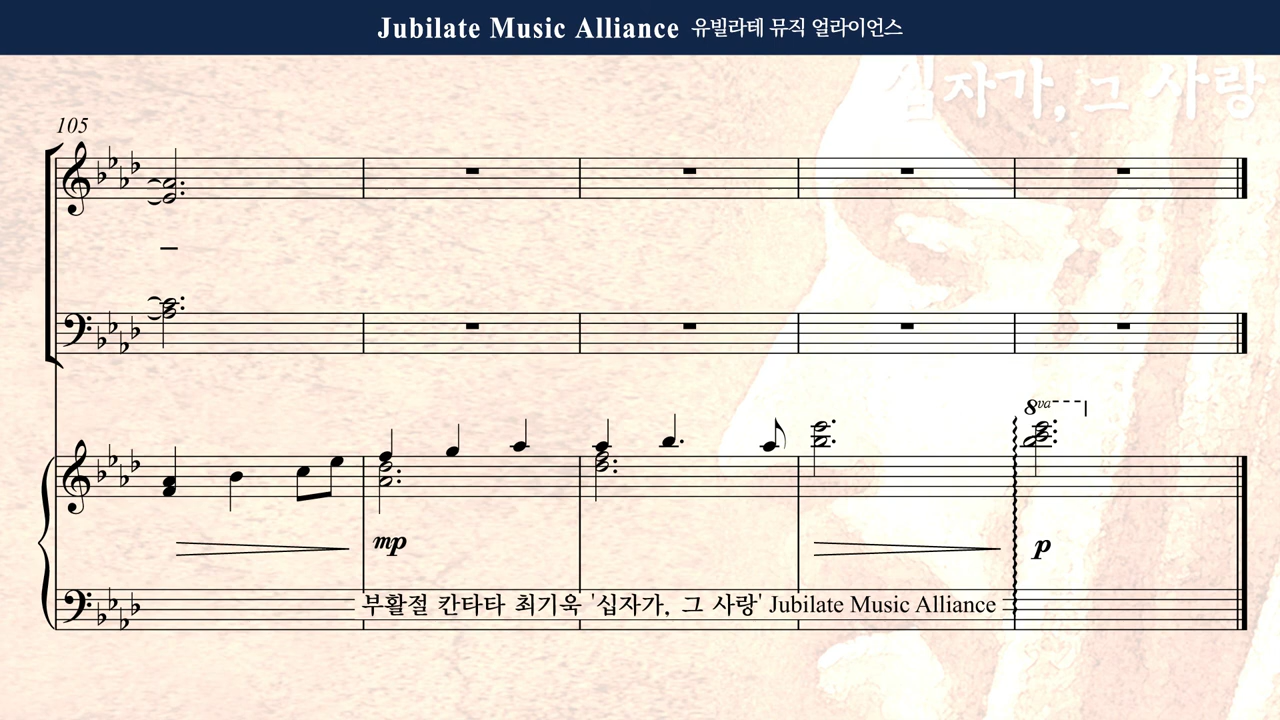 Jubilate Music Alliance 유빌라테 뮤직 얼라이언스
십자가, 그 사랑
105
8va
mp
p
부활절 칸타타 최기욱 '십자가, 그 사랑' Jubilate Music Alliance